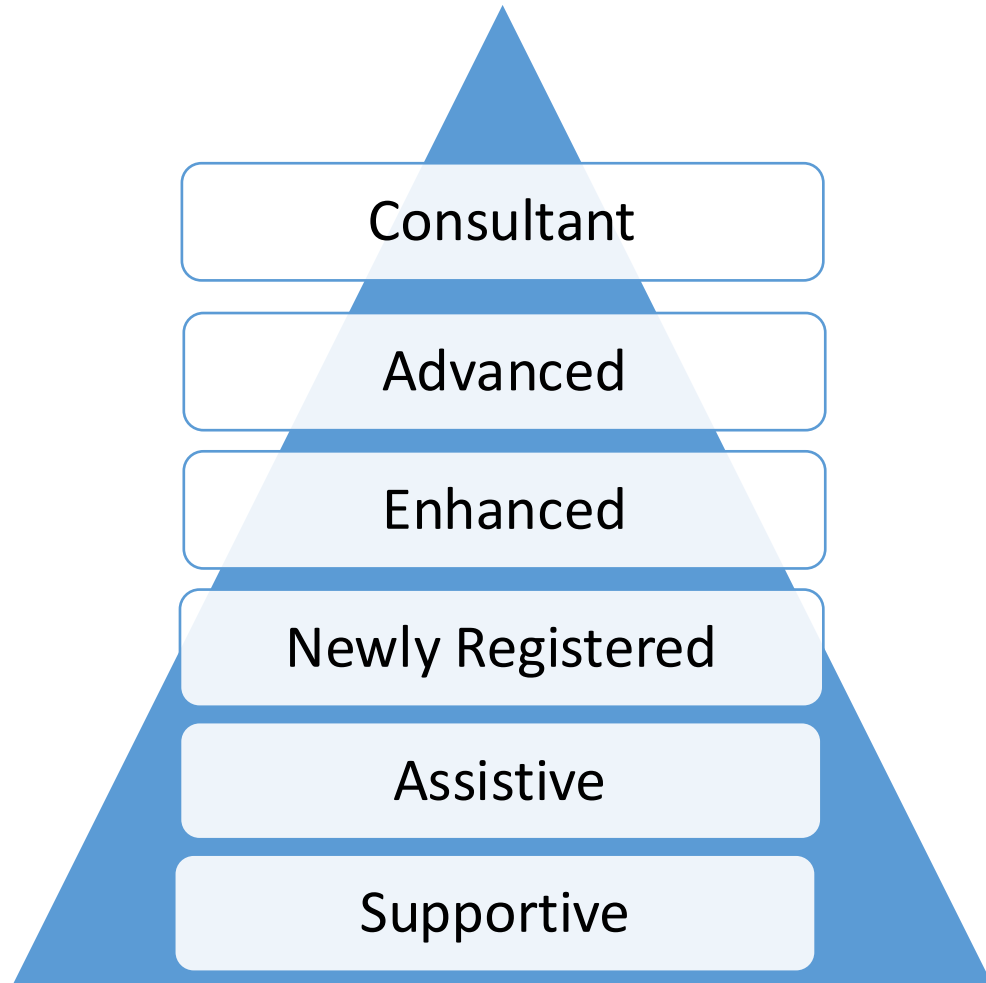 Consultant
Advanced
Enhanced
Newly Registered
Assistive
Supportive